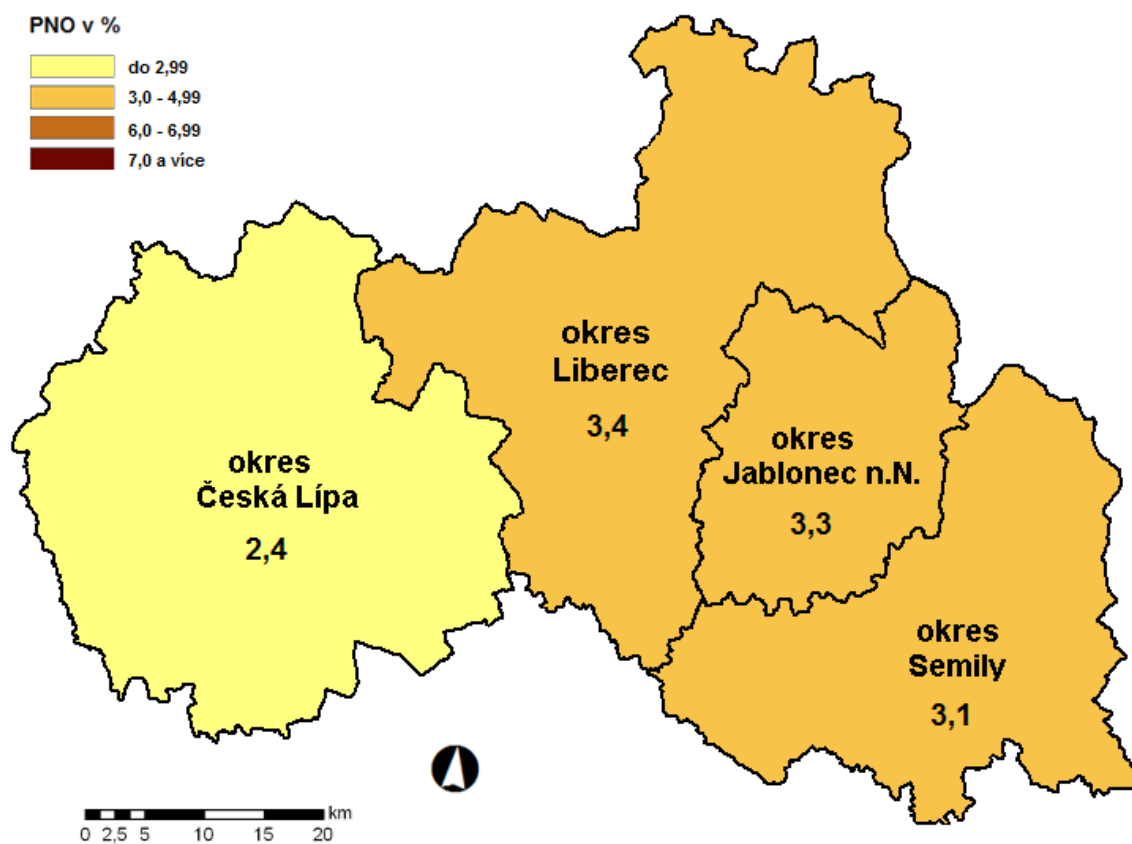 PNO v %
do 2,99
3,0 - 4,99
6,0 - 6,99
7,0 a více
okres
Liberec
3,4
okres
Jablonec n.N.
3,3
okres
Česká Lípa
2,4
okres
Semily
3,1
km
0 2,5 5 10 15 20